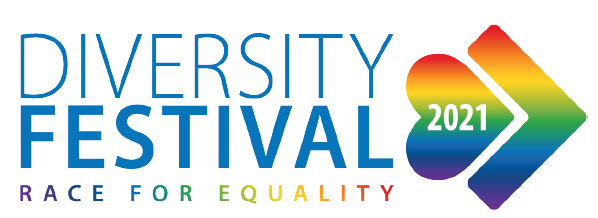 DIVERSITY
FESTIVAL
2021
RACE FOR EQUALITY